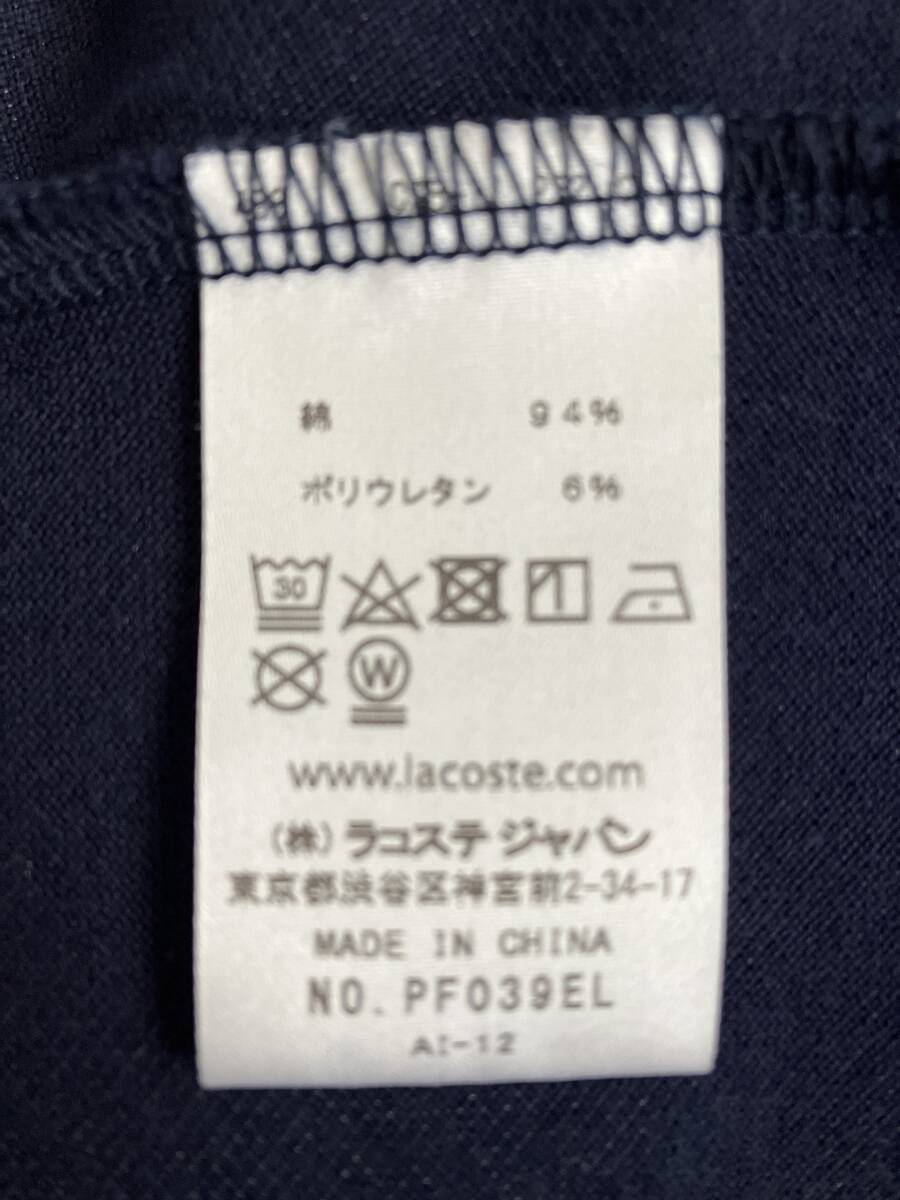 綿 94%
ポリウレタン 6%
30
W
www.lacoste.com
(株) ラコステ ジャパン
東京都渋谷区神宮前2-34-17
MADE IN CHINA
NO. PF039EL
AI-12